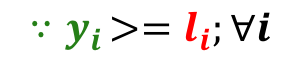 ∵ yᵢ >= lᵢ; ∀i